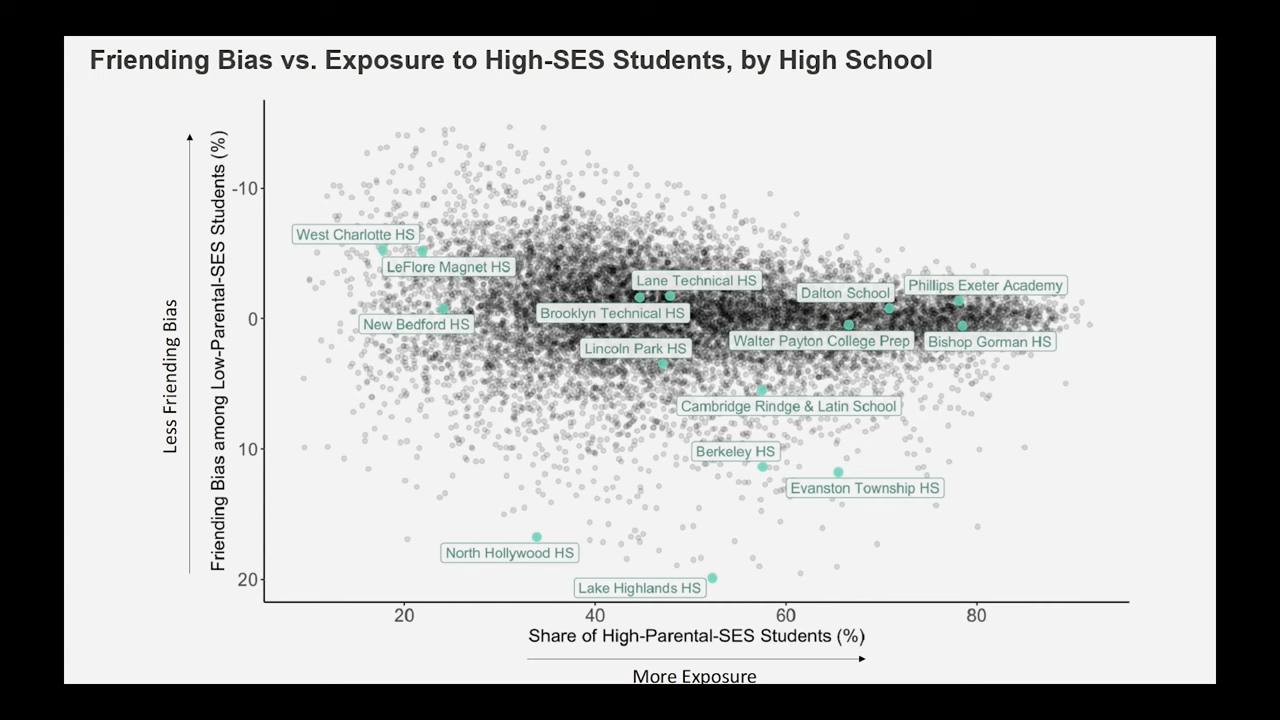 Friending Bias vs. Exposure to High-SES Students, by High School
Less Friending Bias
Friending Bias among Low-Parental-SES Students (%)
-10
0
10
20
West Charlotte HS
LeFlore Magnet HS
New Bedford HS
Lane Technical HS
Brooklyn Technical HS
Lincoln Park HS
Dalton School
Phillips Exeter Academy
Walter Payton College Prep
Bishop Gorman HS
Cambridge Rindge & Latin School
Berkeley HS
Evanston Township HS
North Hollywood HS
Lake Highlands HS
20
40
60
80
Share of High-Parental-SES Students (%)
More Exposure